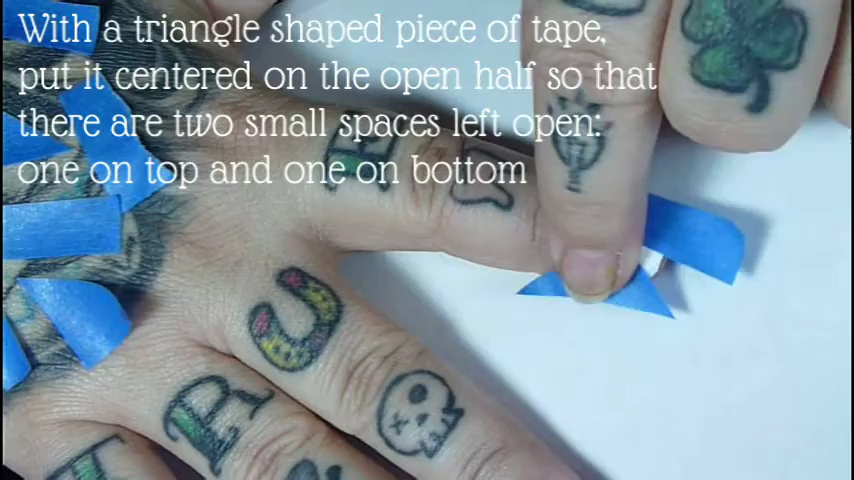 With a triangle shaped piece of tape,
put it centered on the open half so that
there are two small spaces left open:
one on top and one on bottom
T
R
U
E